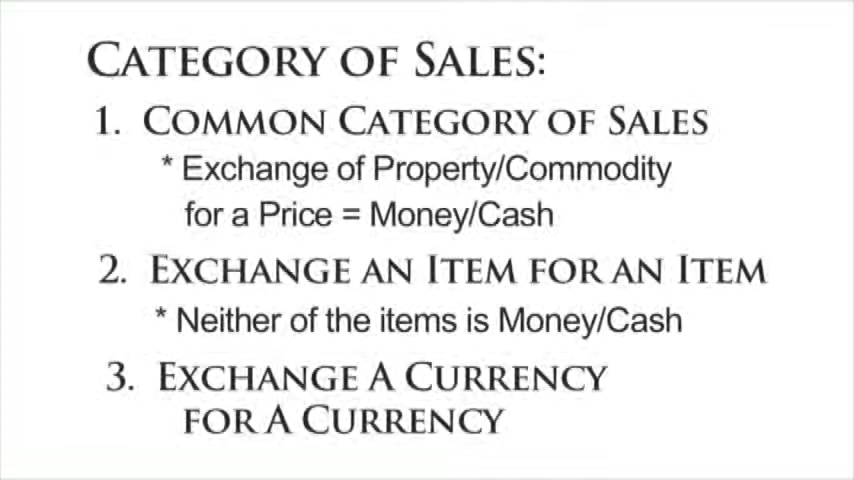 CATEGORY OF SALES:
1. COMMON CATEGORY OF SALES
* Exchange of Property/Commodity
for a Price = Money/Cash
2. EXCHANGE AN ITEM FOR AN ITEM
* Neither of the items is Money/Cash
3. EXCHANGE A CURRENCY
FOR A CURRENCY